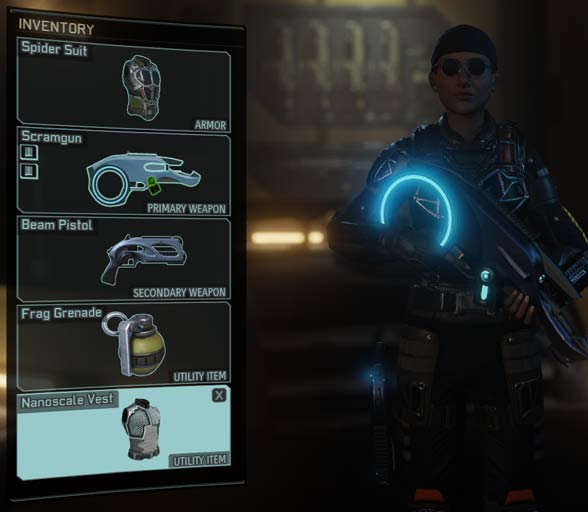 INVENTORY
Spider Suit
ARMOR
Scramgun
PRIMARY WEAPON
Beam Pistol
SECONDARY WEAPON
Frag Grenade
UTILITY ITEM
Nanoscale Vest
X
UTILITY ITEM